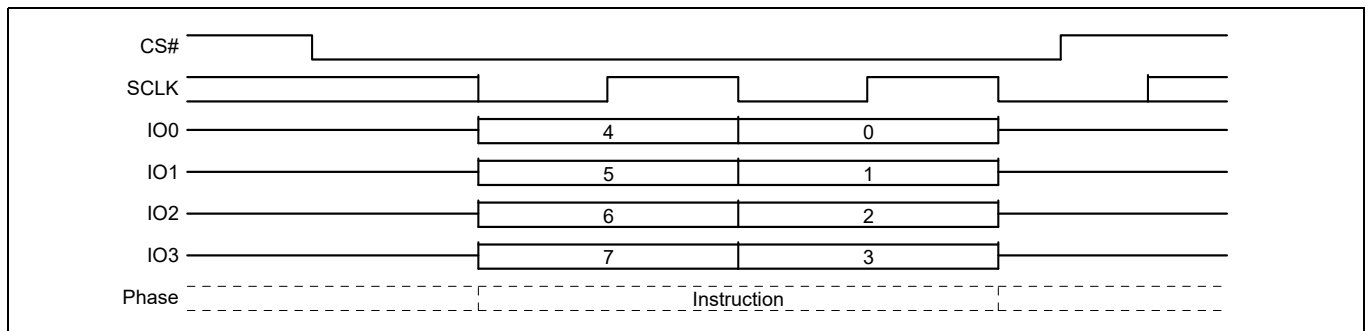 CS#
SCLK
IO0 4 0
IO1 5 1
IO2 6 2
IO3 7 3
Phase Instruction